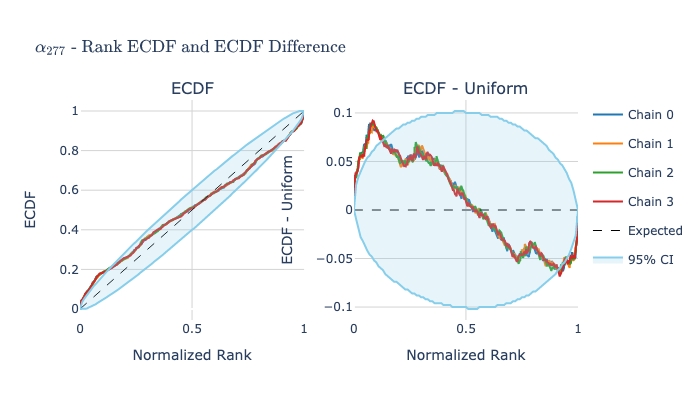 α277 - Rank ECDF and ECDF Difference
ECDF
ECDF - Uniform
ECDF
1
0.8
0.6
0.4
0.2
0
0
0.5
1
Normalized Rank
ECDF - Uniform
0.1
0.05
0
−0.05
−0.1
0
0.5
1
Normalized Rank
Chain 0
Chain 1
Chain 2
Chain 3
Expected
95% CI